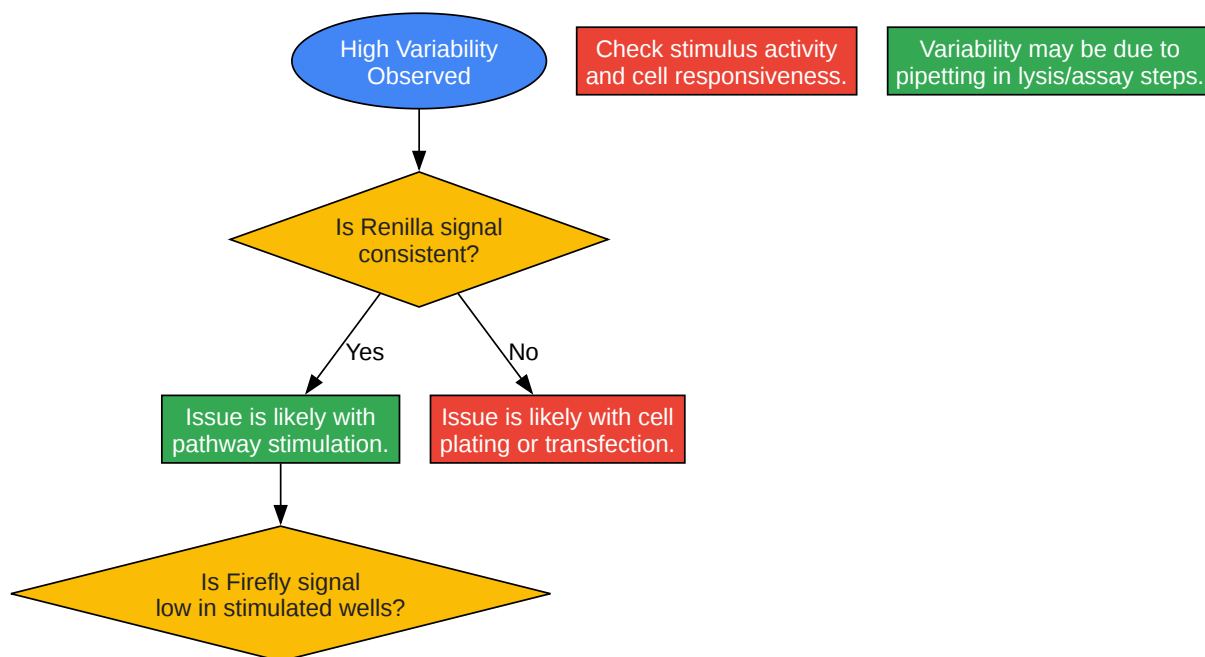 High Variability
Observed
Check stimulus activity
and cell responsiveness.
Variability may be due to
pipetting in lysis/assay steps.
Is Renilla signal
consistent?
Yes
No
Issue is likely with
pathway stimulation.
Issue is likely with cell
plating or transfection.
Is Firefly signal
low in stimulated wells?